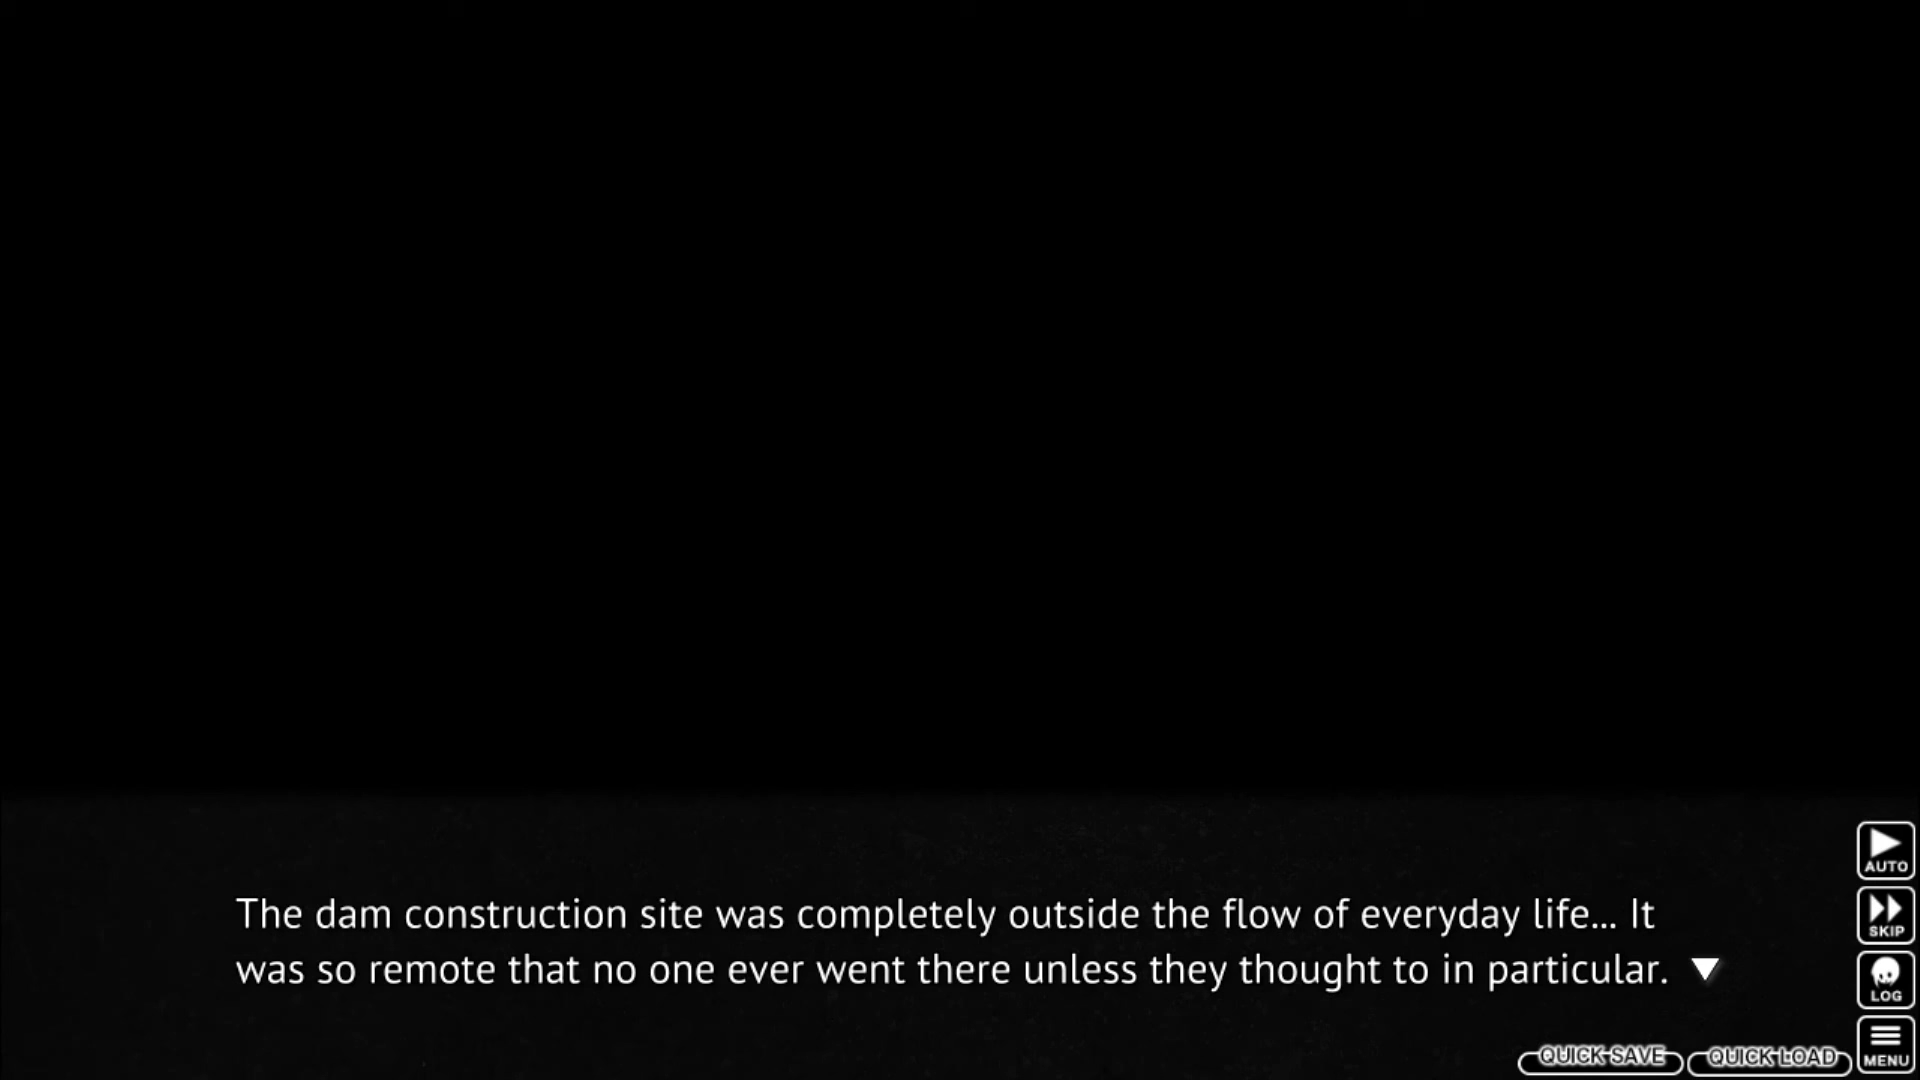 The dam construction site was completely outside the flow of everyday life... It
was so remote that no one ever went there unless they thought to in particular.
AUTO
SKIP
LOG
MENU
QUICK SAVE
QUICK LOAD